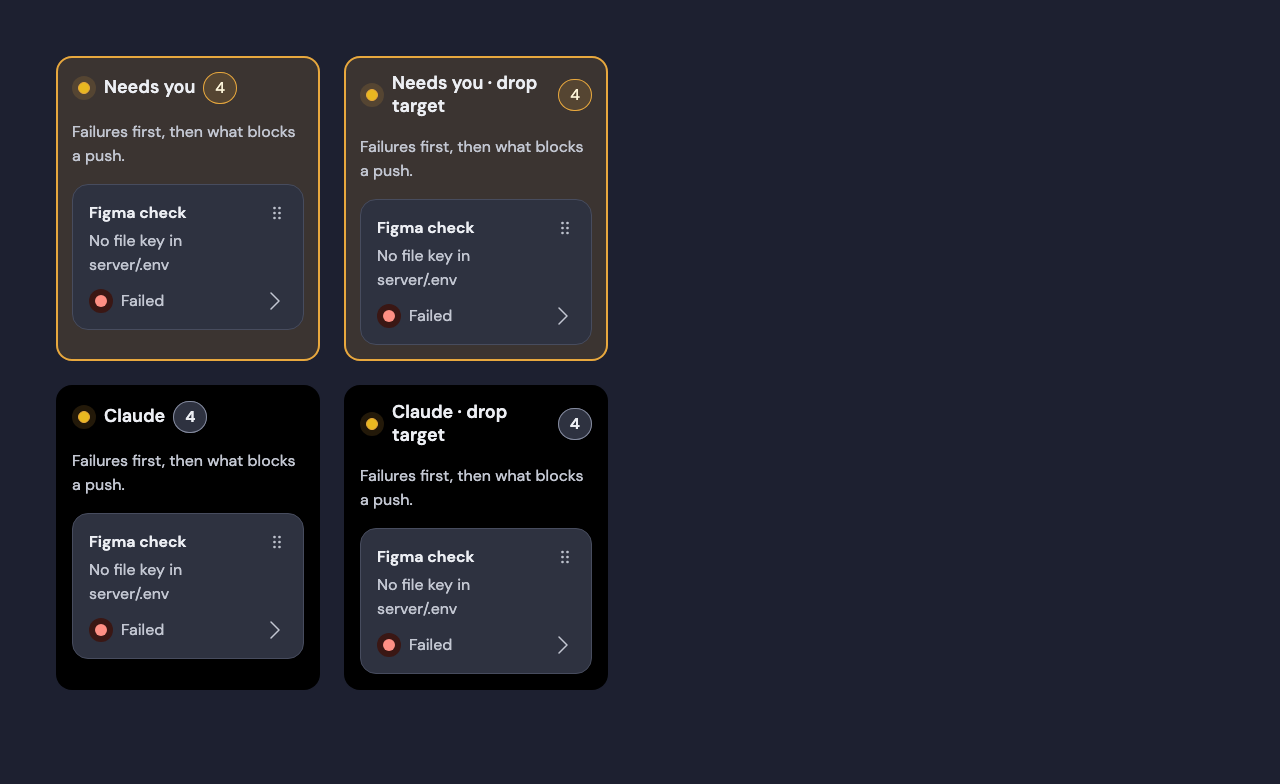 Needs you 4
Failures first, then what blocks
a push.
Figma check
No file key in
server/.env
Failed
Needs you · drop
target
4
Failures first, then what blocks
a push.
Figma check
No file key in
server/.env
Failed
Claude 4
Failures first, then what blocks
a push.
Figma check
No file key in
server/.env
Failed
Claude · drop
target
4
Failures first, then what blocks
a push.
Figma check
No file key in
server/.env
Failed